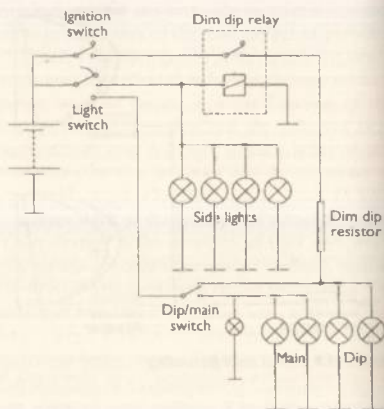 Ignition
switch
Dim dip relay
Light
switch
Side lights
Dim dip
resistor
Dip/main
switch
Main
Dip